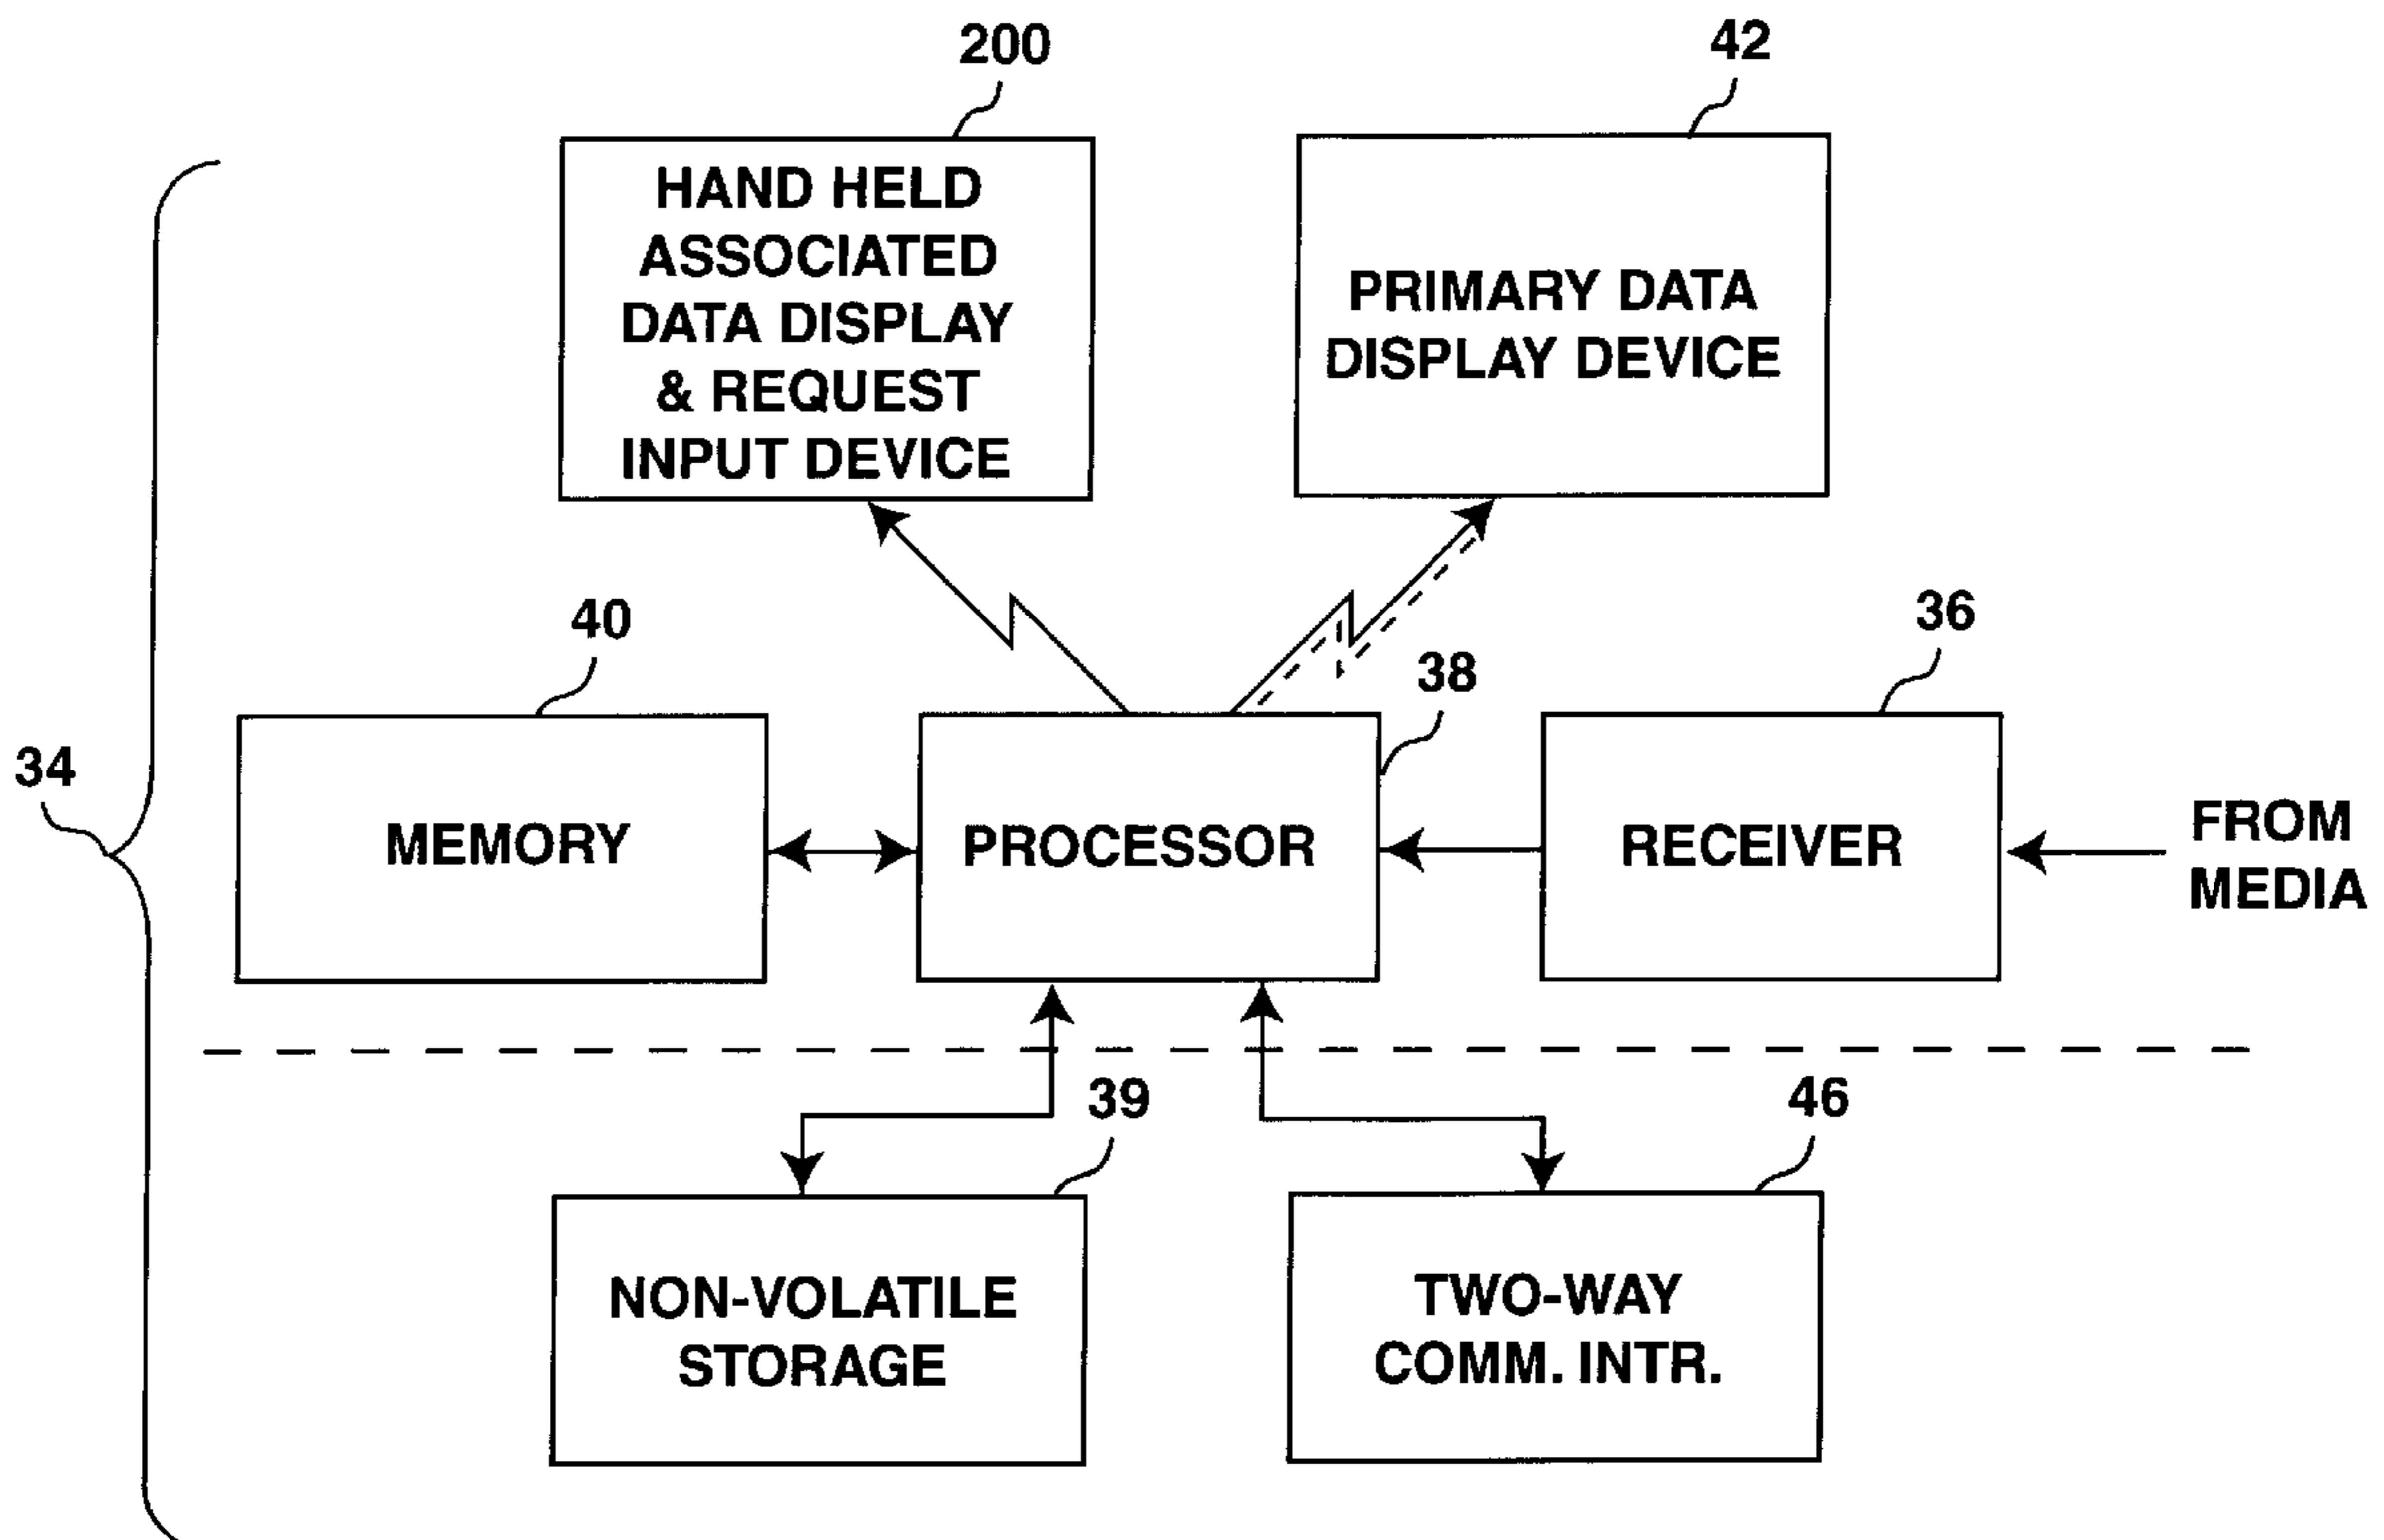 200
42
HAND HELD
ASSOCIATED
DATA DISPLAY
& REQUEST
INPUT DEVICE
PRIMARY DATA
DISPLAY DEVICE
40
36
38
34
MEMORY
PROCESSOR
RECEIVER
FROM
MEDIA
39
46
NON-VOLATILE
STORAGE
TWO-WAY
COMM. INTR.